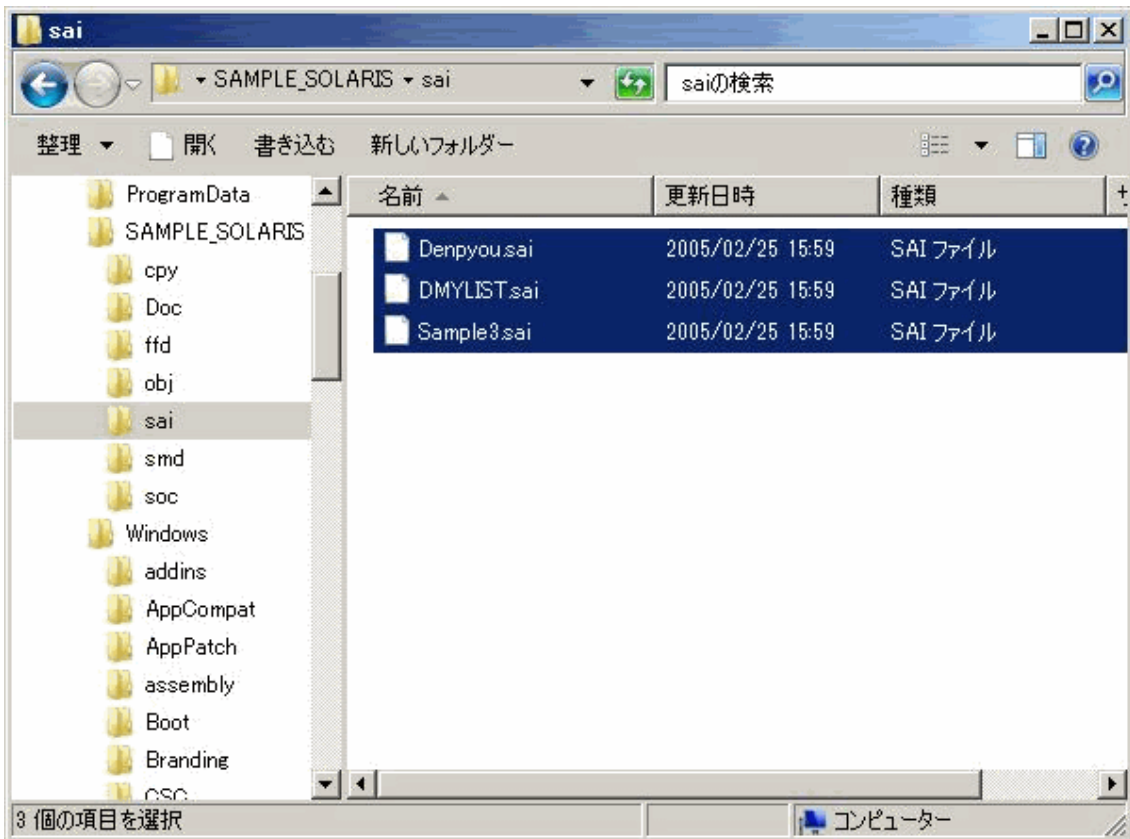 sai
SAMPLE_SOLARIS sai saiの検索
整理 開く 書き込む 新しいフォルダー
ProgramData
SAMPLE_SOLARIS
cpy
Doc
ffd
obj
sai
smd
soc
Windows
addins
AppCompat
AppPatch
assembly
Boot
Branding
CSC
名前 更新日時 種類 サ
Denpyou.sai 2005/02/25 15:59 SAI ファイル
DMYLIST.sai 2005/02/25 15:59 SAI ファイル
Sample3.sai 2005/02/25 15:59 SAI ファイル
3 個の項目を選択 コンピューター